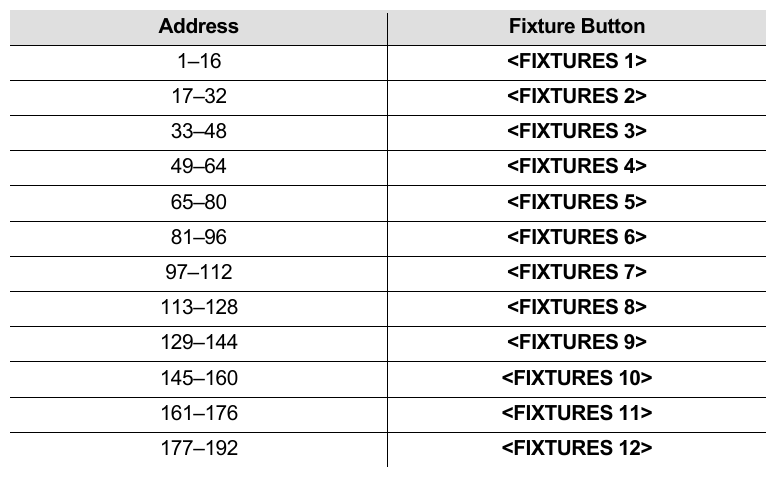 Address Fixture Button
1–16 <FIXTURES 1>
17–32 <FIXTURES 2>
33–48 <FIXTURES 3>
49–64 <FIXTURES 4>
65–80 <FIXTURES 5>
81–96 <FIXTURES 6>
97–112 <FIXTURES 7>
113–128 <FIXTURES 8>
129–144 <FIXTURES 9>
145–160 <FIXTURES 10>
161–176 <FIXTURES 11>
177–192 <FIXTURES 12>